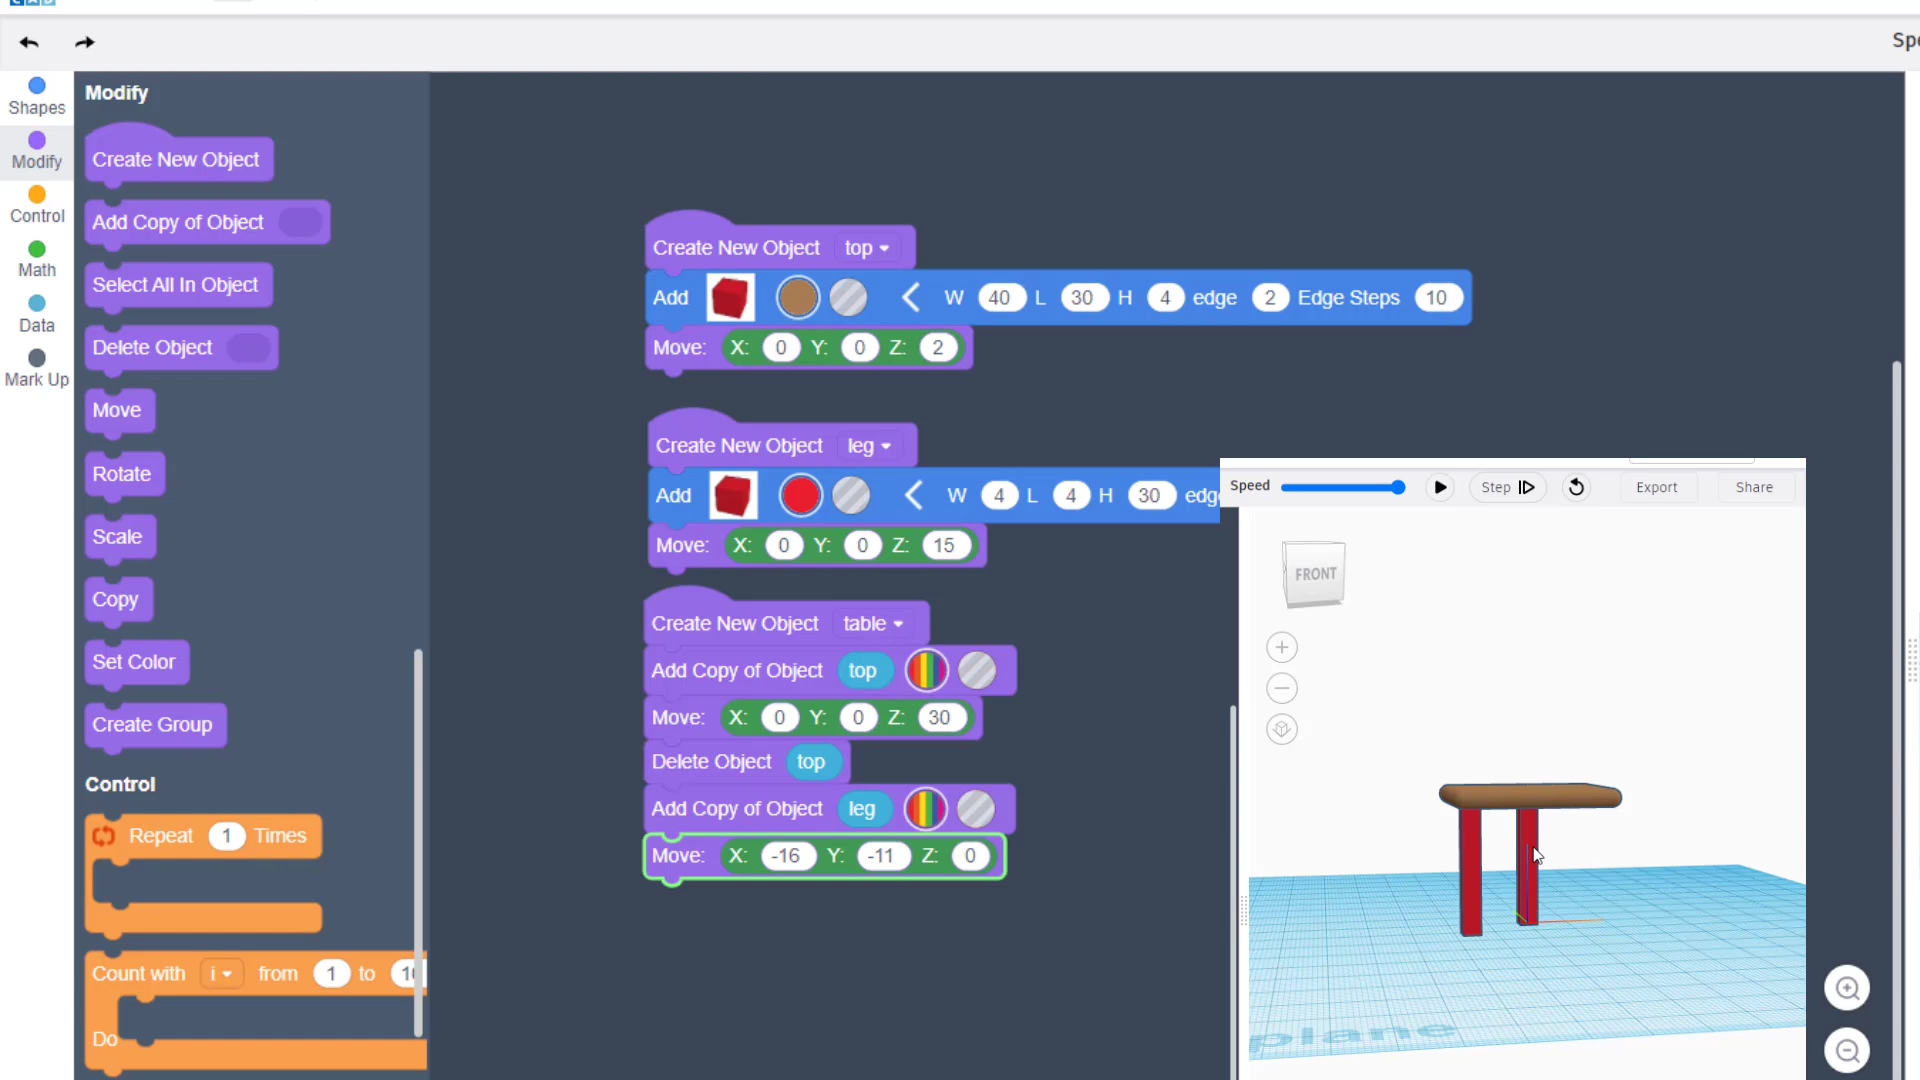 CAD
Spe
Shapes
Modify
Control
Math
Data
Mark Up
Modify
Create New Object
Add Copy of Object
Select All In Object
Delete Object
Move
Rotate
Scale
Copy
Set Color
Create Group
Control
Repeat 1 Times
Count with i from 1 to 10
Do
Create New Object top
Add W 40 L 30 H 4 edge 2 Edge Steps 10
Move: X: 0 Y: 0 Z: 2
Create New Object leg
Add W 4 L 4 H 30 edge
Move: X: 0 Y: 0 Z: 15
Create New Object table
Add Copy of Object top
Move: X: 0 Y: 0 Z: 30
Delete Object top
Add Copy of Object leg
Move: X: -16 Y: -11 Z: 0
Speed Step Export Share
FRONT
plane